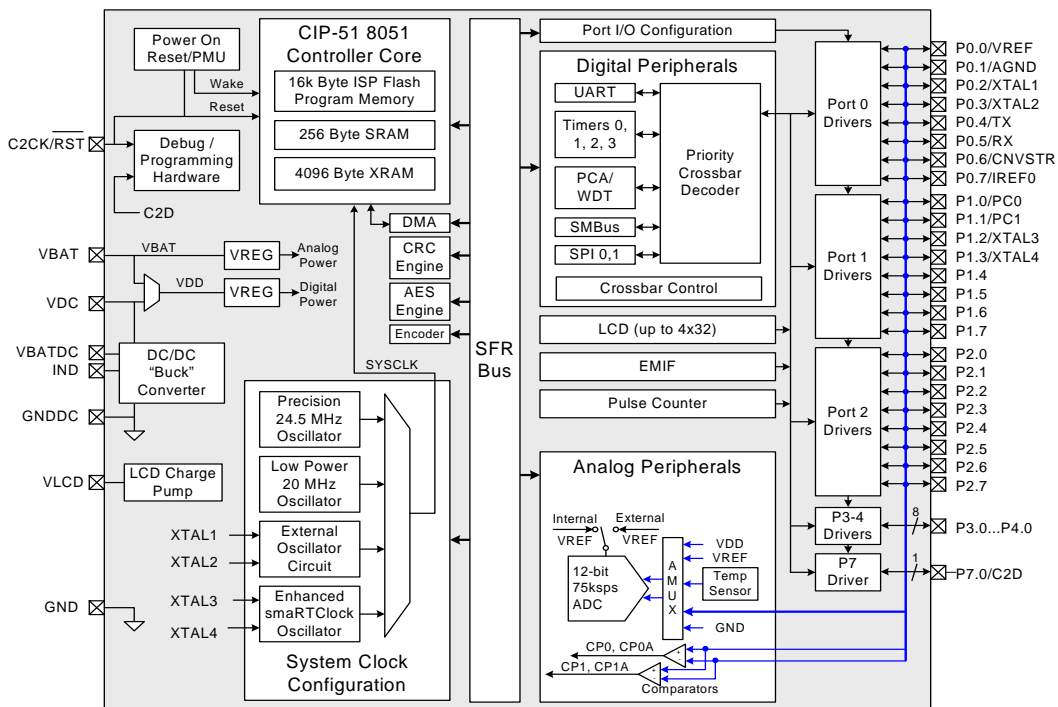 Power On
Reset/PMU
Wake
Reset
C2CK/RST
Debug /
Programming
Hardware
C2D
CIP-51 8051
Controller Core
16k Byte ISP Flash
Program Memory
256 Byte SRAM
4096 Byte XRAM
VBAT
VBAT
VREG
Analog
Power
VDC
VDD
VREG
Digital
Power
DMA
CRC
Engine
AES
Engine
Encoder
VBATDC
IND
DC/DC
“Buck”
Converter
GNDDC
VLCD
LCD Charge
Pump
SYSCLK
Precision
24.5 MHz
Oscillator
Low Power
20 MHz
Oscillator
XTAL1
XTAL2
External
Oscillator
Circuit
GND
XTAL3
XTAL4
Enhanced
smaRTClock
Oscillator
System Clock
Configuration
SFR
Bus
Port I/O Configuration
Digital Peripherals
UART
Timers 0,
1, 2, 3
PCA/
WDT
SMBus
SPI 0,1
Priority
Crossbar
Decoder
Crossbar Control
LCD (up to 4x32)
EMIF
Pulse Counter
Analog Peripherals
Internal
VREF
External
VREF
12-bit
75ksps
ADC
A
M
U
X
VDD
VREF
Temp
Sensor
GND
CP0, CP0A
+
-
CP1, CP1A
+
-
Comparators
Port 0
Drivers
Port 1
Drivers
Port 2
Drivers
P3-4
Drivers
P7
Driver
P0.0/VREF
P0.1/AGND
P0.2/XTAL1
P0.3/XTAL2
P0.4/TX
P0.5/RX
P0.6/CNVSTR
P0.7/IREF0
P1.0/PC0
P1.1/PC1
P1.2/XTAL3
P1.3/XTAL4
P1.4
P1.5
P1.6
P1.7
P2.0
P2.1
P2.2
P2.3
P2.4
P2.5
P2.6
P2.7
8
P3.0...P4.0
1
P7.0/C2D